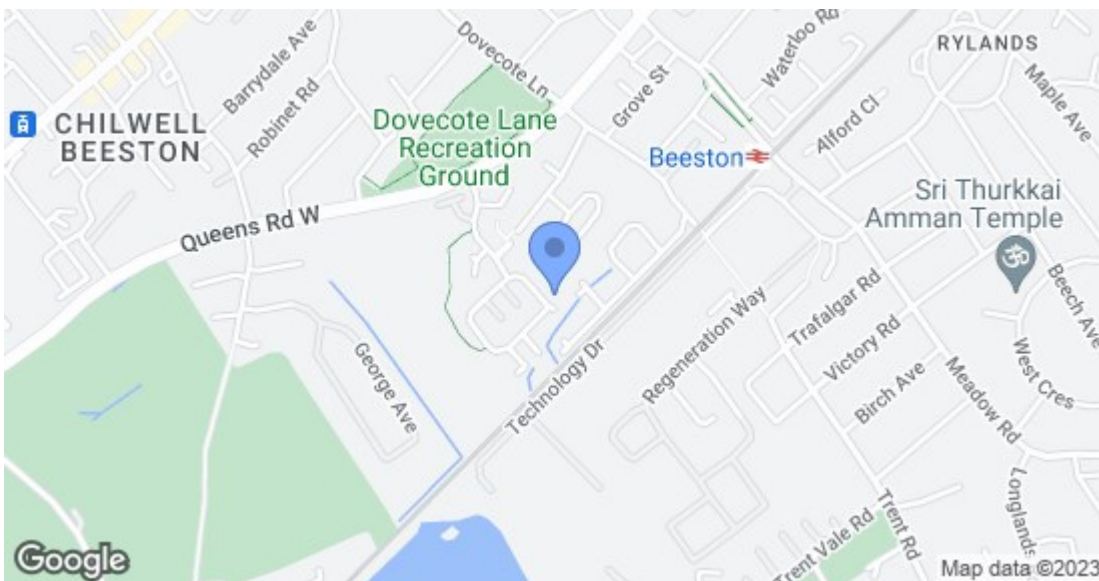 Waterloo Rd
RYLANDS
Dovecote Ln
Barrydale Ave
Maple Ave
Robinet Rd
Grove St
Alford Cl
CHILWELL
BEESTON
Dovecote Lane
Recreation
Ground
Beeston
Sri Thurkkai
Amman Temple
Queens Rd W
Beech Ave
Trafalgar Rd
Regeneration Way
Victory Rd
West Cres
George Ave
Technology Dr
Birch Ave
Meadow Rd
Longlands
Trent Rd
Trent Vale Rd
Google
Map data ©2023